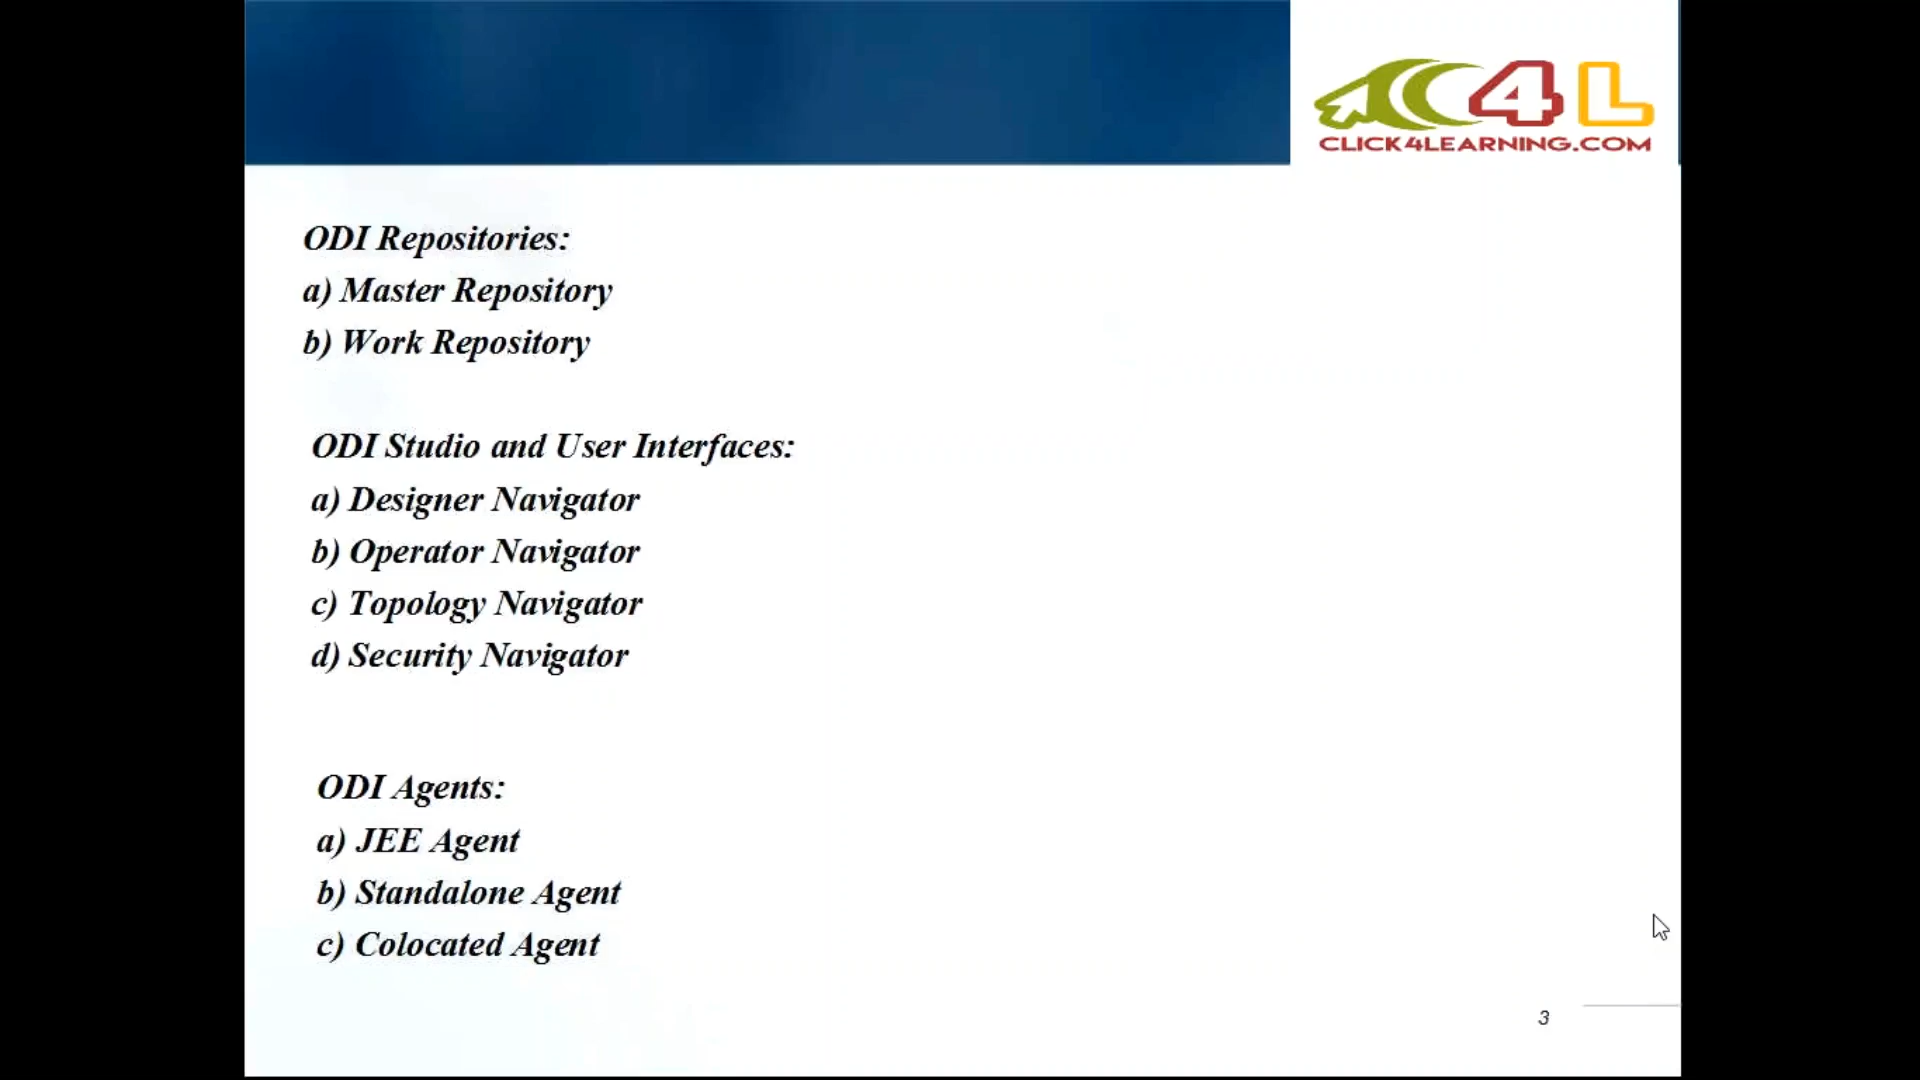 C4L
CLICK4LEARNING.COM
ODI Repositories:
a) Master Repository
b) Work Repository
ODI Studio and User Interfaces:
a) Designer Navigator
b) Operator Navigator
c) Topology Navigator
d) Security Navigator
ODI Agents:
a) JEE Agent
b) Standalone Agent
c) Colocated Agent
3